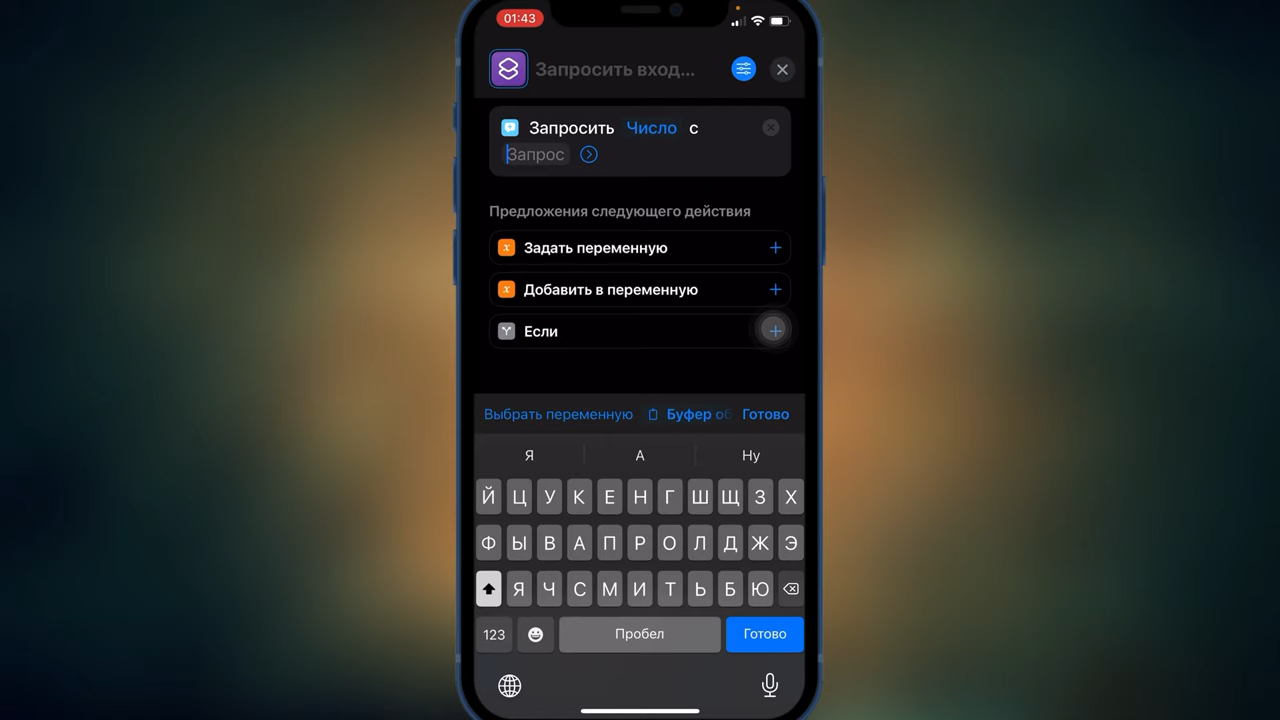 01:43
Запросить вход...
Запросить Число с
Запрос
Предложения следующего действия
Задать переменную
Добавить в переменную
Если
Выбрать переменную Буфер об Готово
Я А Ну
Й Ц У К Е Н Г Ш Щ З Х
Ф Ы В А П Р О Л Д Ж Э
Я Ч С М И Т Ь Б Ю
123 Пробел Готово